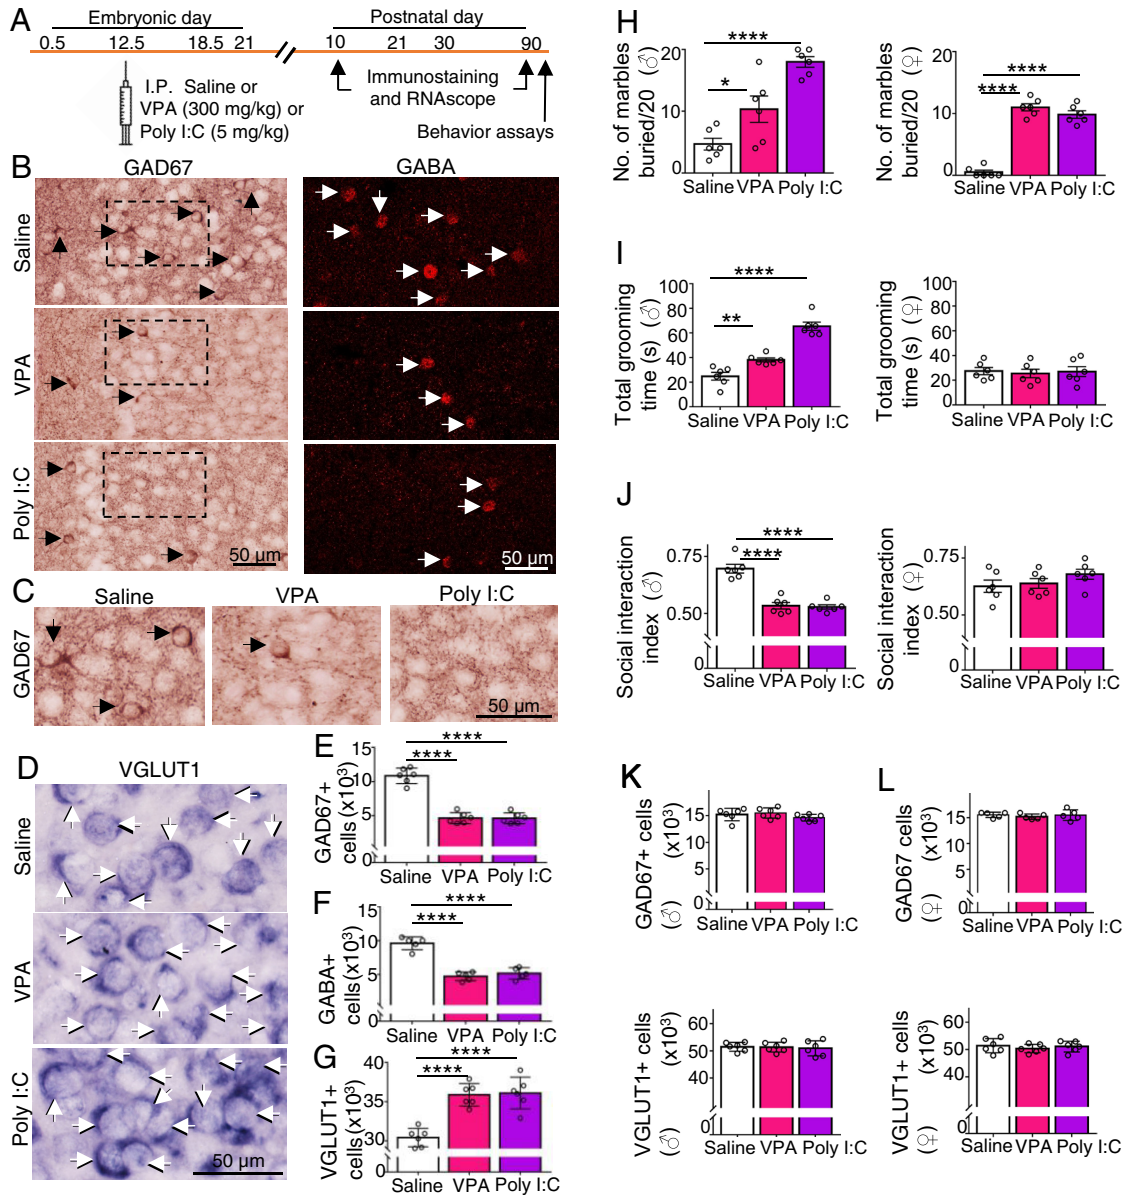 A
Embryonic day
Postnatal day
0.5 12.5 18.5 21 10 21 30 90
I.P. Saline or
VPA (300 mg/kg) or
Poly I:C (5 mg/kg)
Immunostaining
and RNAscope
Behavior assays
B
GAD67
GABA
Saline
VPA
Poly I:C
50 µm
50 µm
C
Saline
VPA
Poly I:C
GAD67
50 µm
D
VGLUT1
Saline
VPA
Poly I:C
50 µm
E
GAD67+
cells (x10³)
15
10
5
0
****
****
Saline VPA Poly I:C
F
GABA+
cells (x10³)
15
10
5
0
****
****
Saline VPA Poly I:C
G
VGLUT1+
cells (x10³)
40
35
30
0
****
****
Saline VPA Poly I:C
H
No. of marbles
buried/20 (♂)
20
10
0
****
*
Saline VPA Poly I:C
No. of marbles
buried/20 (♀)
20
10
0
****
****
Saline VPA Poly I:C
I
Total grooming
time (s) (♂)
100
80
60
40
20
0
****
**
Saline VPA Poly I:C
Total grooming
time (s) (♀)
100
80
60
40
20
0
Saline VPA Poly I:C
J
Social interaction
index (♂)
0.75
0.50
0
****
****
Saline VPA Poly I:C
Social interaction
index (♀)
0.75
0.50
0
Saline VPA Poly I:C
K
GAD67+ cells
(♂) (x10³)
20
15
10
5
0
Saline VPA Poly I:C
VGLUT1+ cells
(♂) (x10³)
60
50
40
0
Saline VPA Poly I:C
L
GAD67 cells
(♀) (x10³)
20
15
10
5
0
Saline VPA Poly I:C
VGLUT1+ cells
(♀) (x10³)
60
50
40
0
Saline VPA Poly I:C